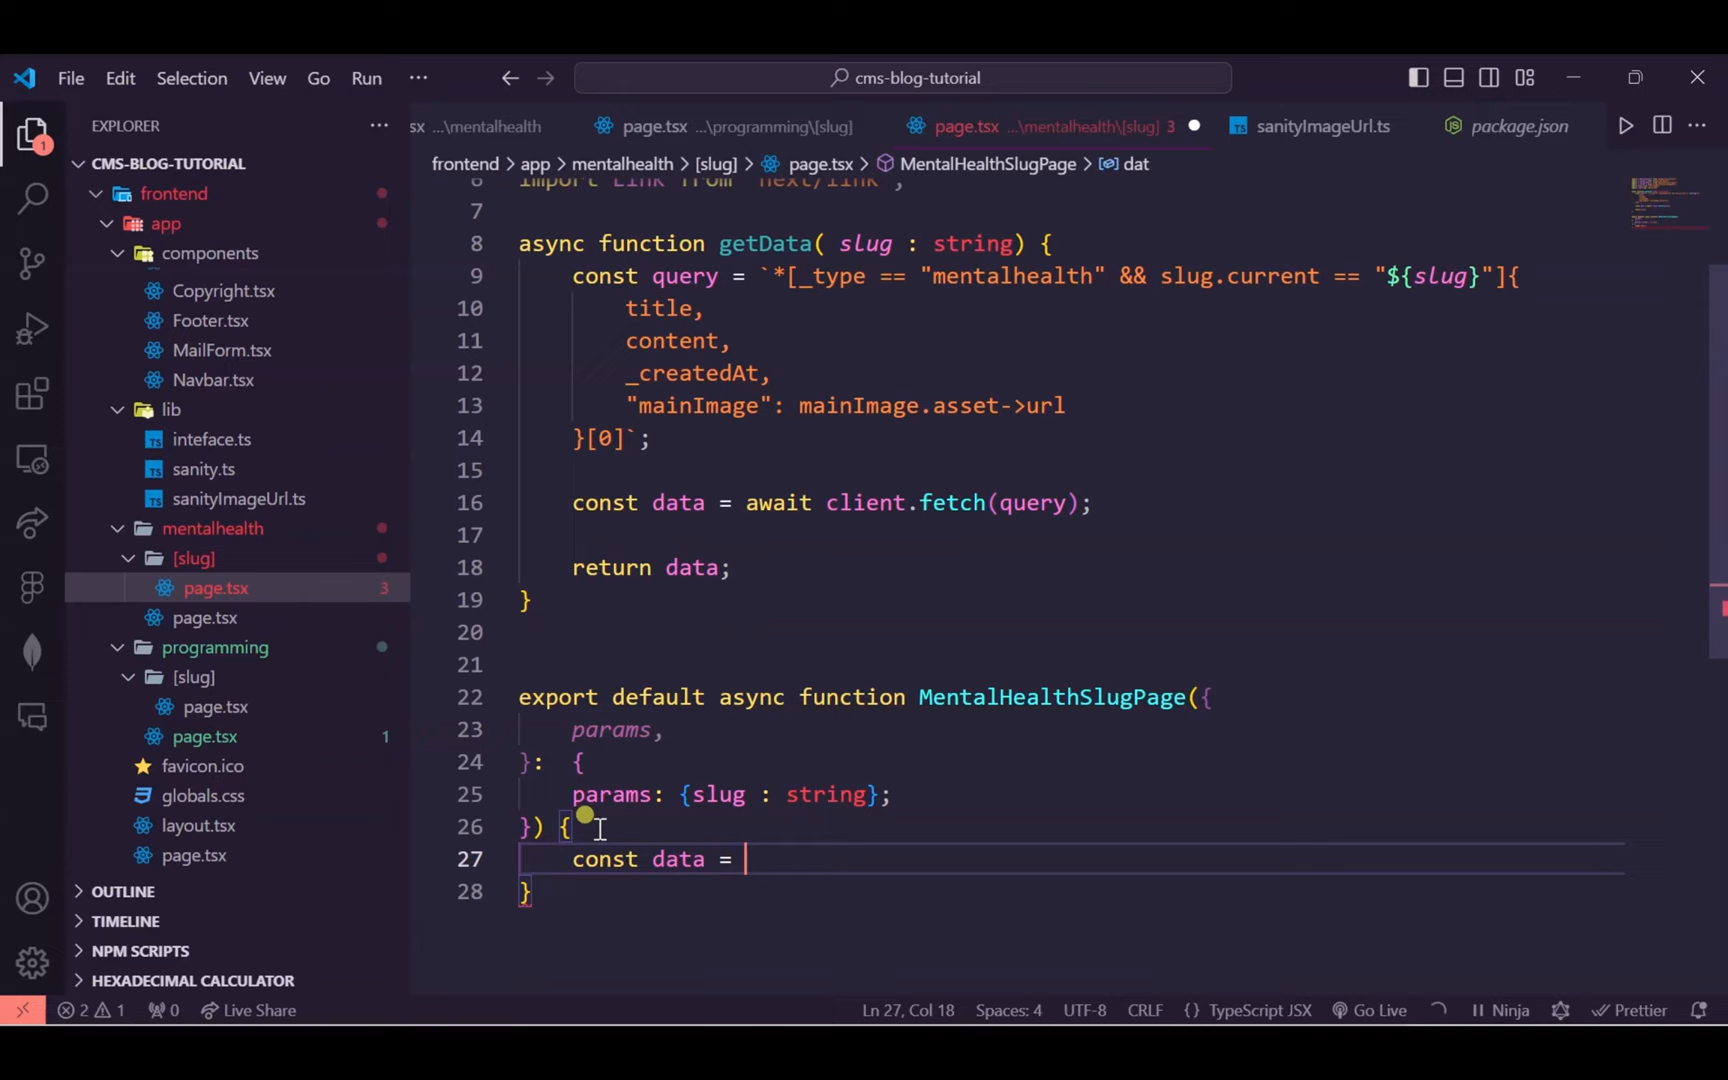 File Edit Selection View Go Run ··· cms-blog-tutorial
EXPLORER ···
CMS-BLOG-TUTORIAL
frontend
app
components
Copyright.tsx
Footer.tsx
MailForm.tsx
Navbar.tsx
lib
inteface.ts
sanity.ts
sanityImageUrl.ts
mentalhealth
[slug]
page.tsx 3
page.tsx
programming
[slug]
page.tsx
page.tsx 1
favicon.ico
globals.css
layout.tsx
page.tsx
OUTLINE
TIMELINE
NPM SCRIPTS
HEXADECIMAL CALCULATOR
1
sx ...\mentalhealth page.tsx ...\programming\[slug] page.tsx ...\mentalhealth\[slug] 3 sanityImageUrl.ts package.json
frontend > app > mentalhealth > [slug] > page.tsx > MentalHealthSlugPage > dat
6 import Link from "next/link";
7
8 async function getData( slug : string) {
9 const query = `*[_type == "mentalhealth" && slug.current == "${slug}"]{
10 title,
11 content,
12 _createdAt,
13 "mainImage": mainImage.asset->url
14 }[0]`;
15
16 const data = await client.fetch(query);
17
18 return data;
19 }
20
21
22 export default async function MentalHealthSlugPage({
23 params,
24 }: {
25 params: {slug : string};
26 }) {
27 const data =
28 }
2 1 0 Live Share Ln 27, Col 18 Spaces: 4 UTF-8 CRLF {} TypeScript JSX Go Live Ninja Prettier